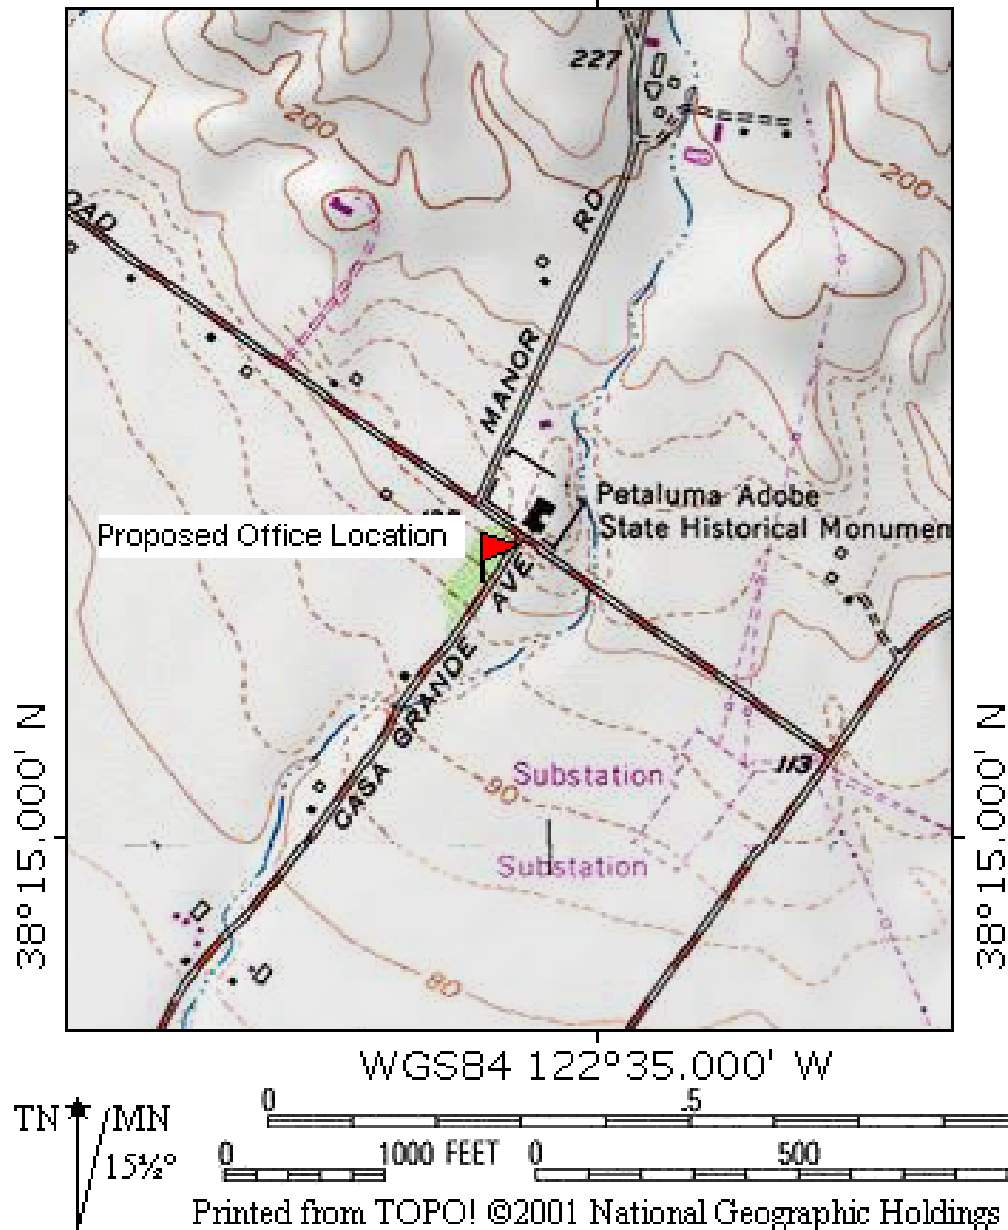 227
200
OAD
RD
200
MANOR
Petaluma Adobe
State Historical Monumen
Proposed Office Location
AVE
GRANDE
CASA
113
Substation
90
Substation
80
38°15.000' N
38°15.000' N
WGS84 122°35.000' W
TN
/MN
15½°
0
.5
0
1000 FEET
0
500
Printed from TOPO! ©2001 National Geographic Holdings